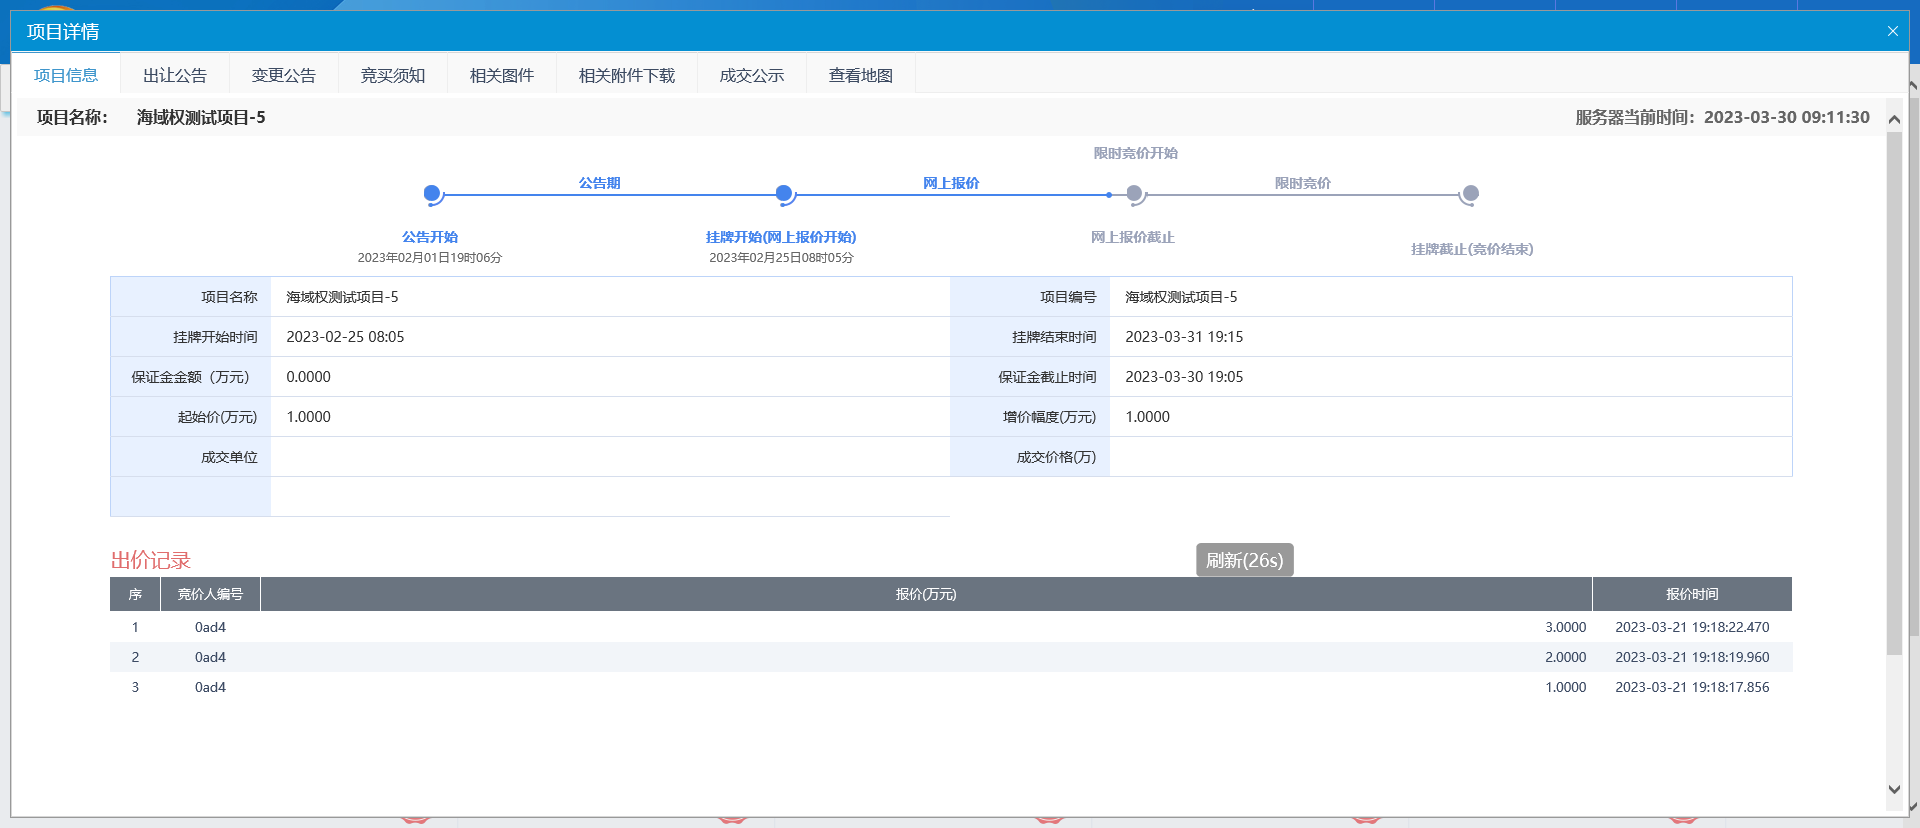 项目详情
项目信息 出让公告 变更公告 竞买须知 相关图件 相关附件下载 成交公示 查看地图
项目名称： 海域权测试项目-5 服务器当前时间：2023-03-30 09:11:30
限时竞价开始
公告期 网上报价 限时竞价
公告开始 挂牌开始(网上报价开始) 网上报价截止 挂牌截止(竞价结束)
2023年02月01日19时06分 2023年02月25日08时05分
项目名称 海域权测试项目-5 项目编号 海域权测试项目-5
挂牌开始时间 2023-02-25 08:05 挂牌结束时间 2023-03-31 19:15
保证金金额（万元） 0.0000 保证金截止时间 2023-03-30 19:05
起始价(万元) 1.0000 增价幅度(万元) 1.0000
成交单位 成交价格(万)
出价记录 刷新(26s)
序 竞价人编号 报价(万元) 报价时间
1 0ad4 3.0000 2023-03-21 19:18:22.470
2 0ad4 2.0000 2023-03-21 19:18:19.960
3 0ad4 1.0000 2023-03-21 19:18:17.856